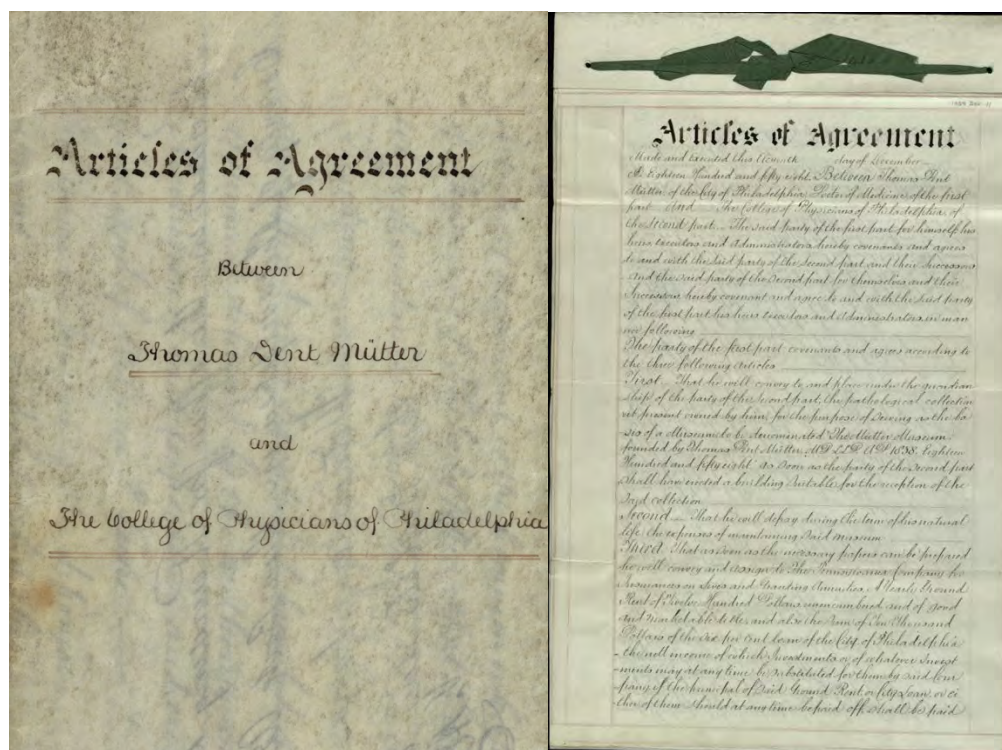 Articles of Agreement
Between
Thomas Dent Mütter
and
The College of Physicians of Philadelphia
Articles of Agreement
Made and Executed this Eleventh day of December
A Eighteen Hundred and fifty eight. Between Thomas Dent
Mütter of the City of Philadelphia, Doctor of Medicine of the first
part And The College of Physicians of Philadelphia, of
the second part. The said party of the first part for himself his
heirs Executors and Administrators hereby covenants and agrees
to and with the said party of the Second part and their Successors
and the said party of the Second part for themselves and their
Successors hereby covenant and agree to and with the said party
of the first part his heirs Executors and Administrators in man
ner following
The party of the first part covenants and agrees according to
the three following Articles
First That he will convey to and place under the guardian
ship of the party of the second part, the pathological collection
at present owned by him, for the purpose of Serving as the ba
sis of a Museum to be denominated "The Mütter Museum
founded by Thomas Dent Mütter, MD LLD AD 1858. Eighteen
Hundred and fifty eight as soon as the party of the Second part
Shall have erected a building Suitable for the reception of the
Said Collection
Second That he will defray during the term of his natural
life the expenses of maintaining Said Museum
Third That as soon as the necessary papers can be prepared
he will convey and assign to The Pennsylvania Company for
Insurances on Lives and Granting Annuities, A Yearly Ground
Rent of Twelve Hundred Dollars unencumbered and of good
and marketable title and also the Sum of Ten Thousand
Dollars of the Six per cent loan of the City of Philadelphia
the nett income of which Investments or of whatever Invest
ments may at any time be substituted for them by said Com
pany if the principal of Said Ground Rent or City Loan, or ei
ther of them should at any time be paid off, shall be paid